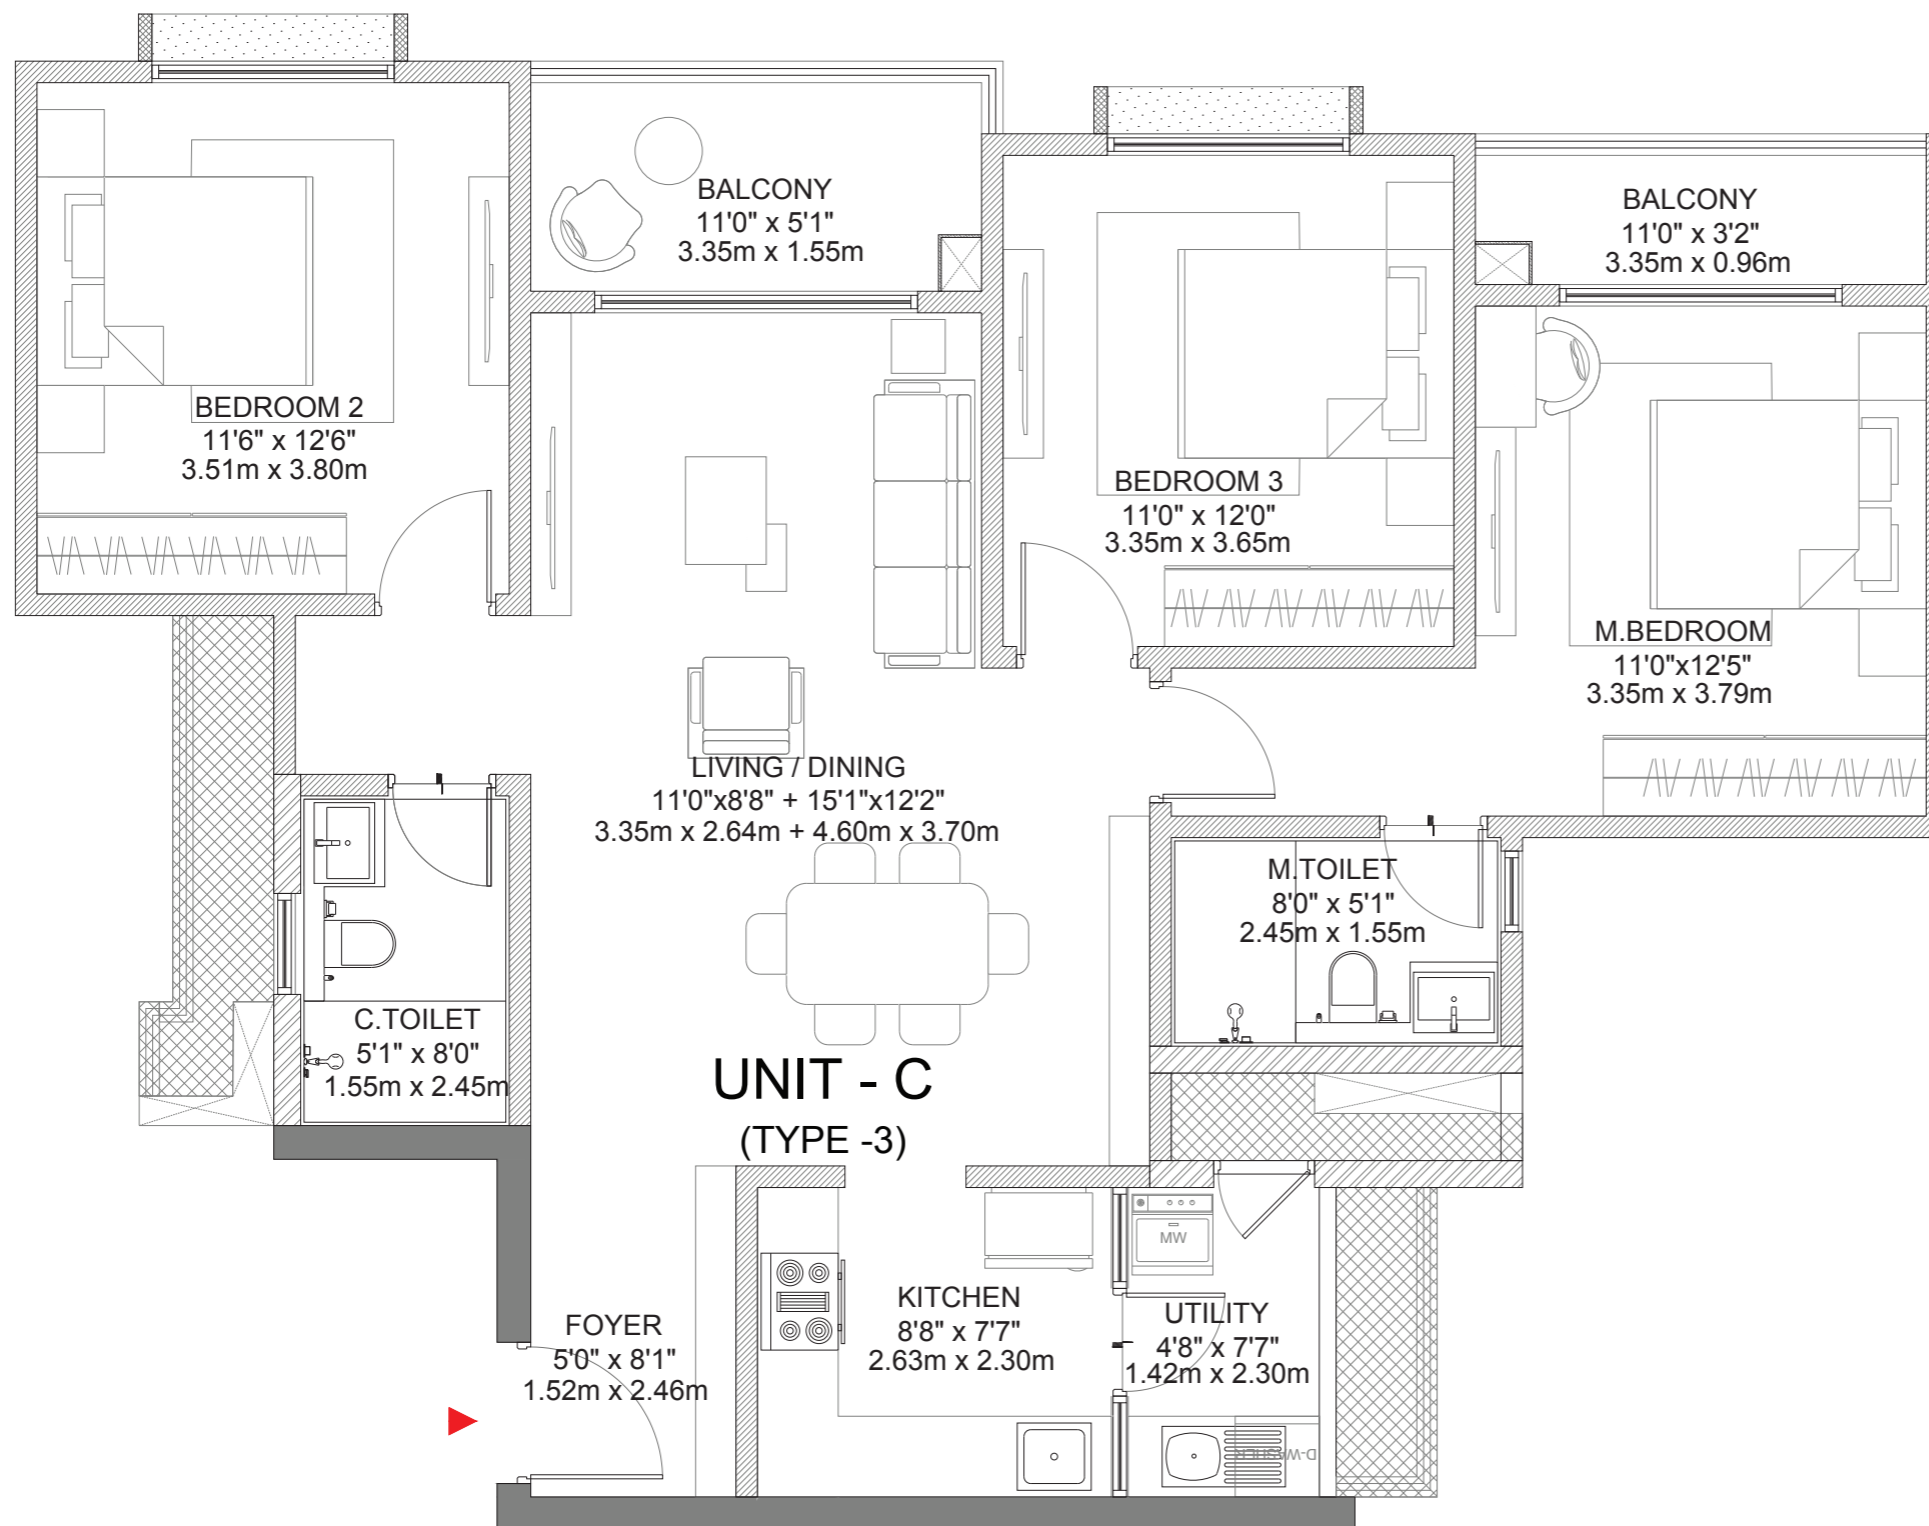 BALCONY
11'0" x 5'1"
3.35m x 1.55m
BALCONY
11'0" x 3'2"
3.35m x 0.96m
BEDROOM 2
11'6" x 12'6"
3.51m x 3.80m
BEDROOM 3
11'0" x 12'0"
3.35m x 3.65m
M.BEDROOM
11'0"x12'5"
3.35m x 3.79m
LIVING / DINING
11'0"x8'8" + 15'1"x12'2"
3.35m x 2.64m + 4.60m x 3.70m
M.TOILET
8'0" x 5'1"
2.45m x 1.55m
C.TOILET
5'1" x 8'0"
1.55m x 2.45m
UNIT - C
(TYPE -3)
MW
KITCHEN
8'8" x 7'7"
2.63m x 2.30m
UTILITY
4'8" x 7'7"
1.42m x 2.30m
FOYER
5'0" x 8'1"
1.52m x 2.46m
D-WASHER